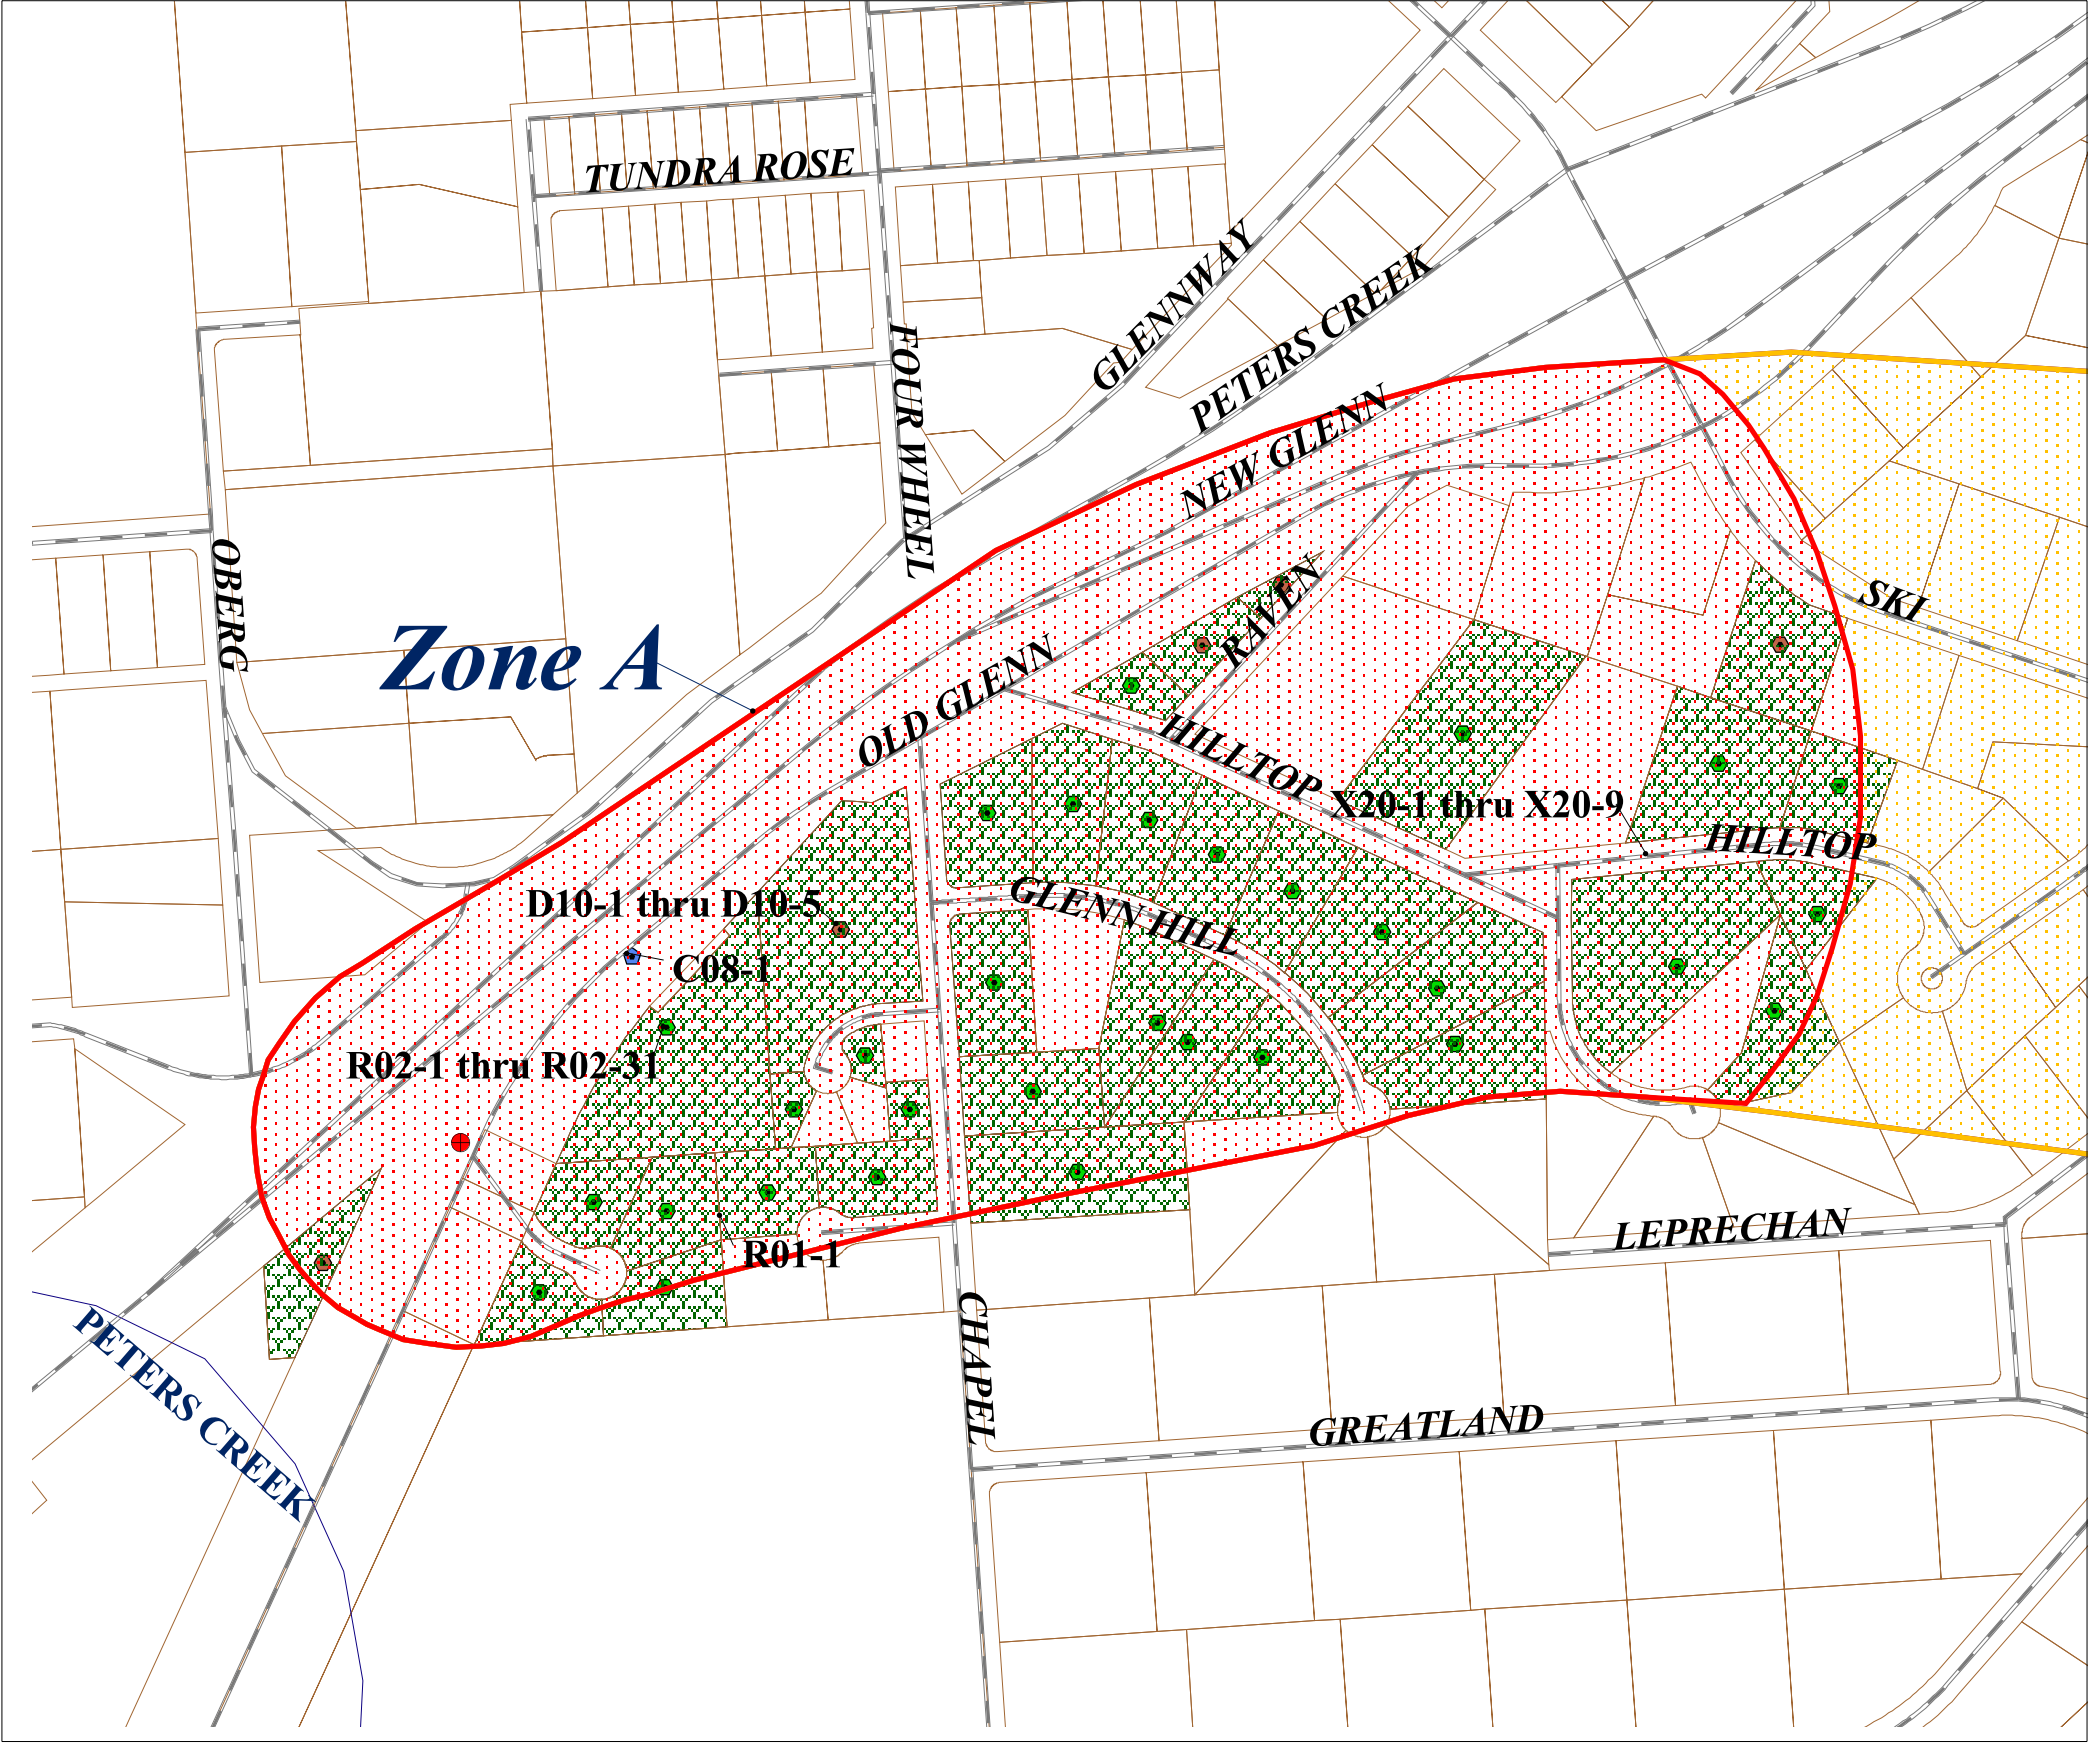 TUNDRA ROSE
GLENNWAY
PETERS CREEK
FOUR WHEEL
NEW GLENN
OBERG
RAVEN
SKI
Zone A
OLD GLENN
HILLTOP
X20-1 thru X20-9
HILLTOP
D10-1 thru D10-5
GLENN HILL
C08-1
R02-1 thru R02-31
R01-1
LEPRECHAN
PETERS CREEK
CHAPEL
GREATLAND